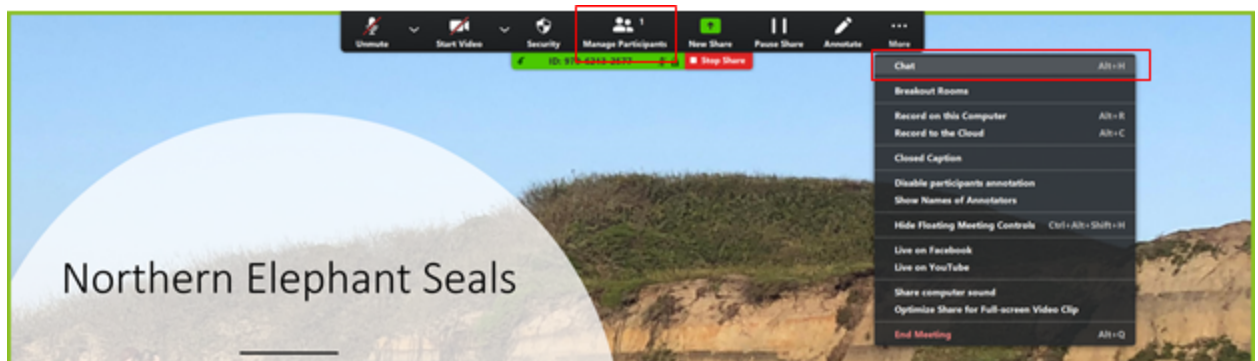 1
Unmute Start Video Security Manage Participants New Share Pause Share Annotate More
ID: Stop Share
Chat Alt+H
Breakout Rooms
Record on this Computer Alt+R
Record to the Cloud Alt+C
Closed Caption
Disable participants annotation
Show Names of Annotators
Hide Floating Meeting Controls Ctrl+Alt+Shift+H
Live on Facebook
Live on YouTube
Share computer sound
Optimize Share for Full-screen Video Clip
End Meeting Alt+Q
Northern Elephant Seals